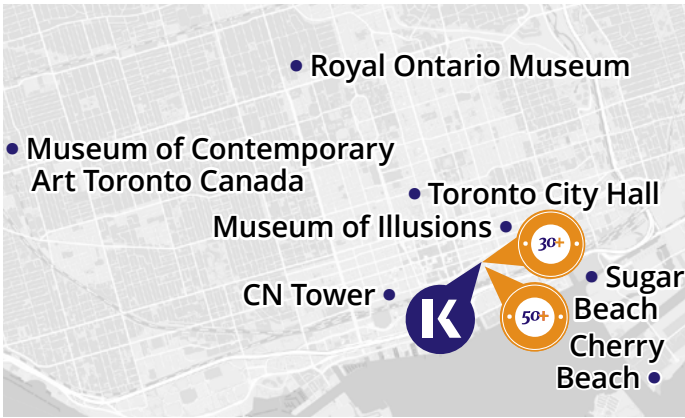 Royal Ontario Museum
Museum of Contemporary
Art Toronto Canada
Toronto City Hall
Museum of Illusions
30+
Sugar
Beach
CN Tower
K
50+
Cherry
Beach